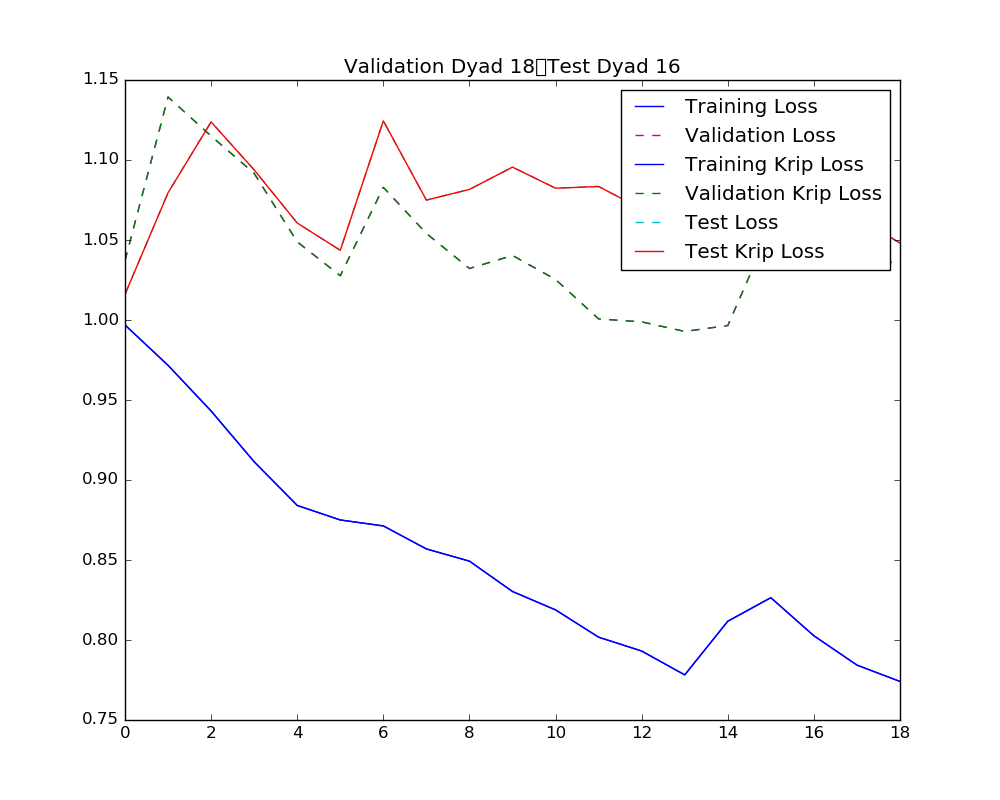 Validation Dyad 18▯Test Dyad 16
1.15
1.10
1.05
1.00
0.95
0.90
0.85
0.80
0.75
0 2 4 6 8 10 12 14 16 18
Training Loss
Validation Loss
Training Krip Loss
Validation Krip Loss
Test Loss
Test Krip Loss